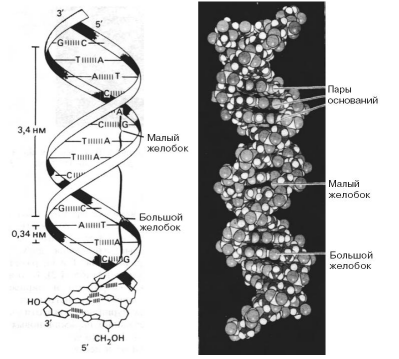 3'
5'
G C
T A
A T
C
A
C G
T A
T A
C
G C
A T
T A
C G
3,4 нм
0,34 нм
Малый
желобок
Большой
желобок
HO
3'
5'
CH₂OH
Пары
оснований
Малый
желобок
Большой
желобок